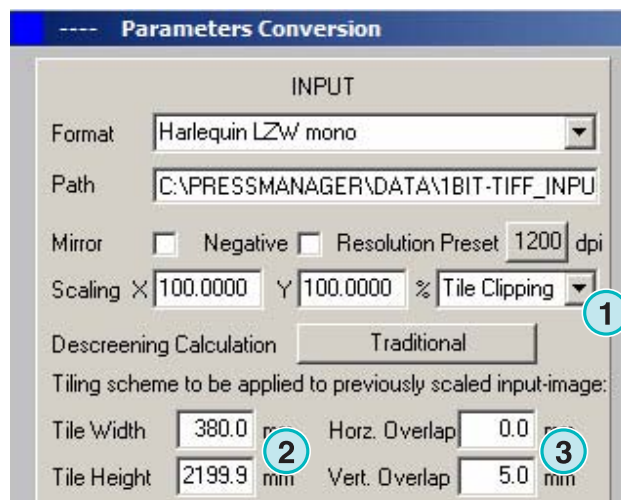 ---- Parameters Conversion
INPUT
Format Harlequin LZW mono
Path C:\PRESSMANAGER\DATA\1BIT-TIFF_INPU
Mirror Negative Resolution Preset 1200 dpi
Scaling X 100.0000 Y 100.0000 % Tile Clipping
1
Descreening Calculation Traditional
Tiling scheme to be applied to previously scaled input-image:
Tile Width 380.0 Horz. Overlap 0.0
2 3
Tile Height 2199.9 mm Vert. Overlap 5.0 mm